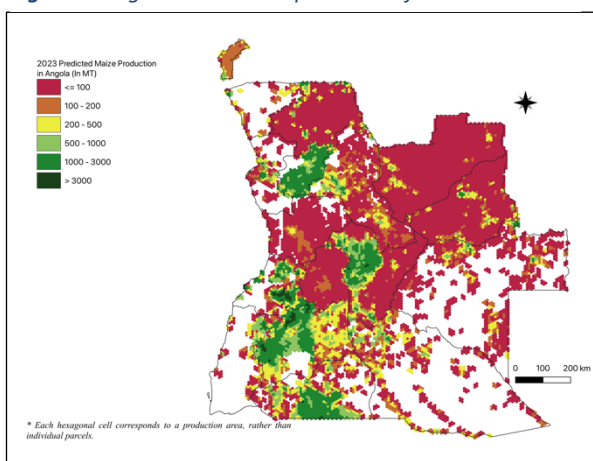 2023 Predicted Maize Production
in Angola (In MT)
<= 100
100 - 200
200 - 500
500 - 1000
1000 - 3000
> 3000
0 100 200 km
* Each hexagonal cell corresponds to a production area, rather than
individual parcels.